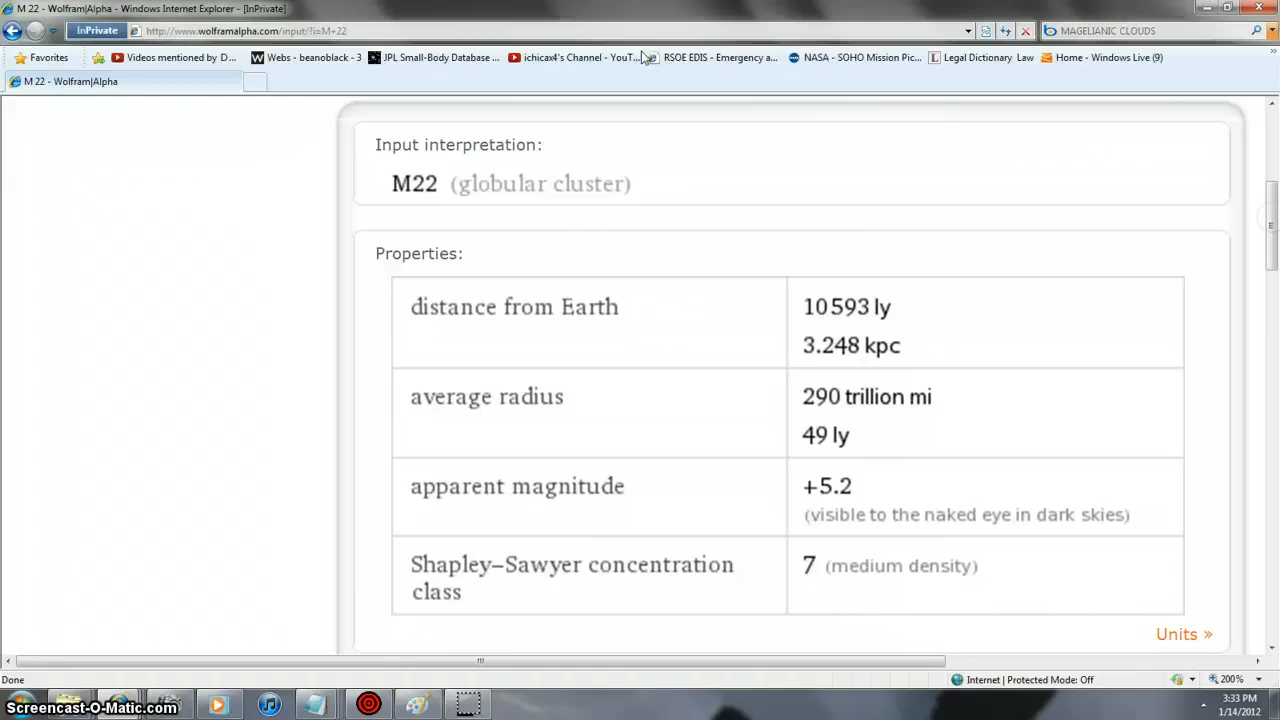 M 22 - Wolfram|Alpha - Windows Internet Explorer - [InPrivate]
InPrivate http://www.wolframalpha.com/input/?i=M+22 MAGELIANIC CLOUDS
Favorites Videos mentioned by D... Webs - beanoblack - 3 JPL Small-Body Database ... ichicax4's Channel - YouT... RSOE EDIS - Emergency a... NASA - SOHO Mission Pic... Legal Dictionary Law Home - Windows Live (9)
M 22 - Wolfram|Alpha
Input interpretation:
M22 (globular cluster)
Properties:
distance from Earth 10 593 ly
3.248 kpc
average radius 290 trillion mi
49 ly
apparent magnitude +5.2
(visible to the naked eye in dark skies)
Shapley–Sawyer concentration 7 (medium density)
class
Units »
Done Internet | Protected Mode: Off 200%
3:33 PM
Screencast-O-Matic.com 1/14/2012